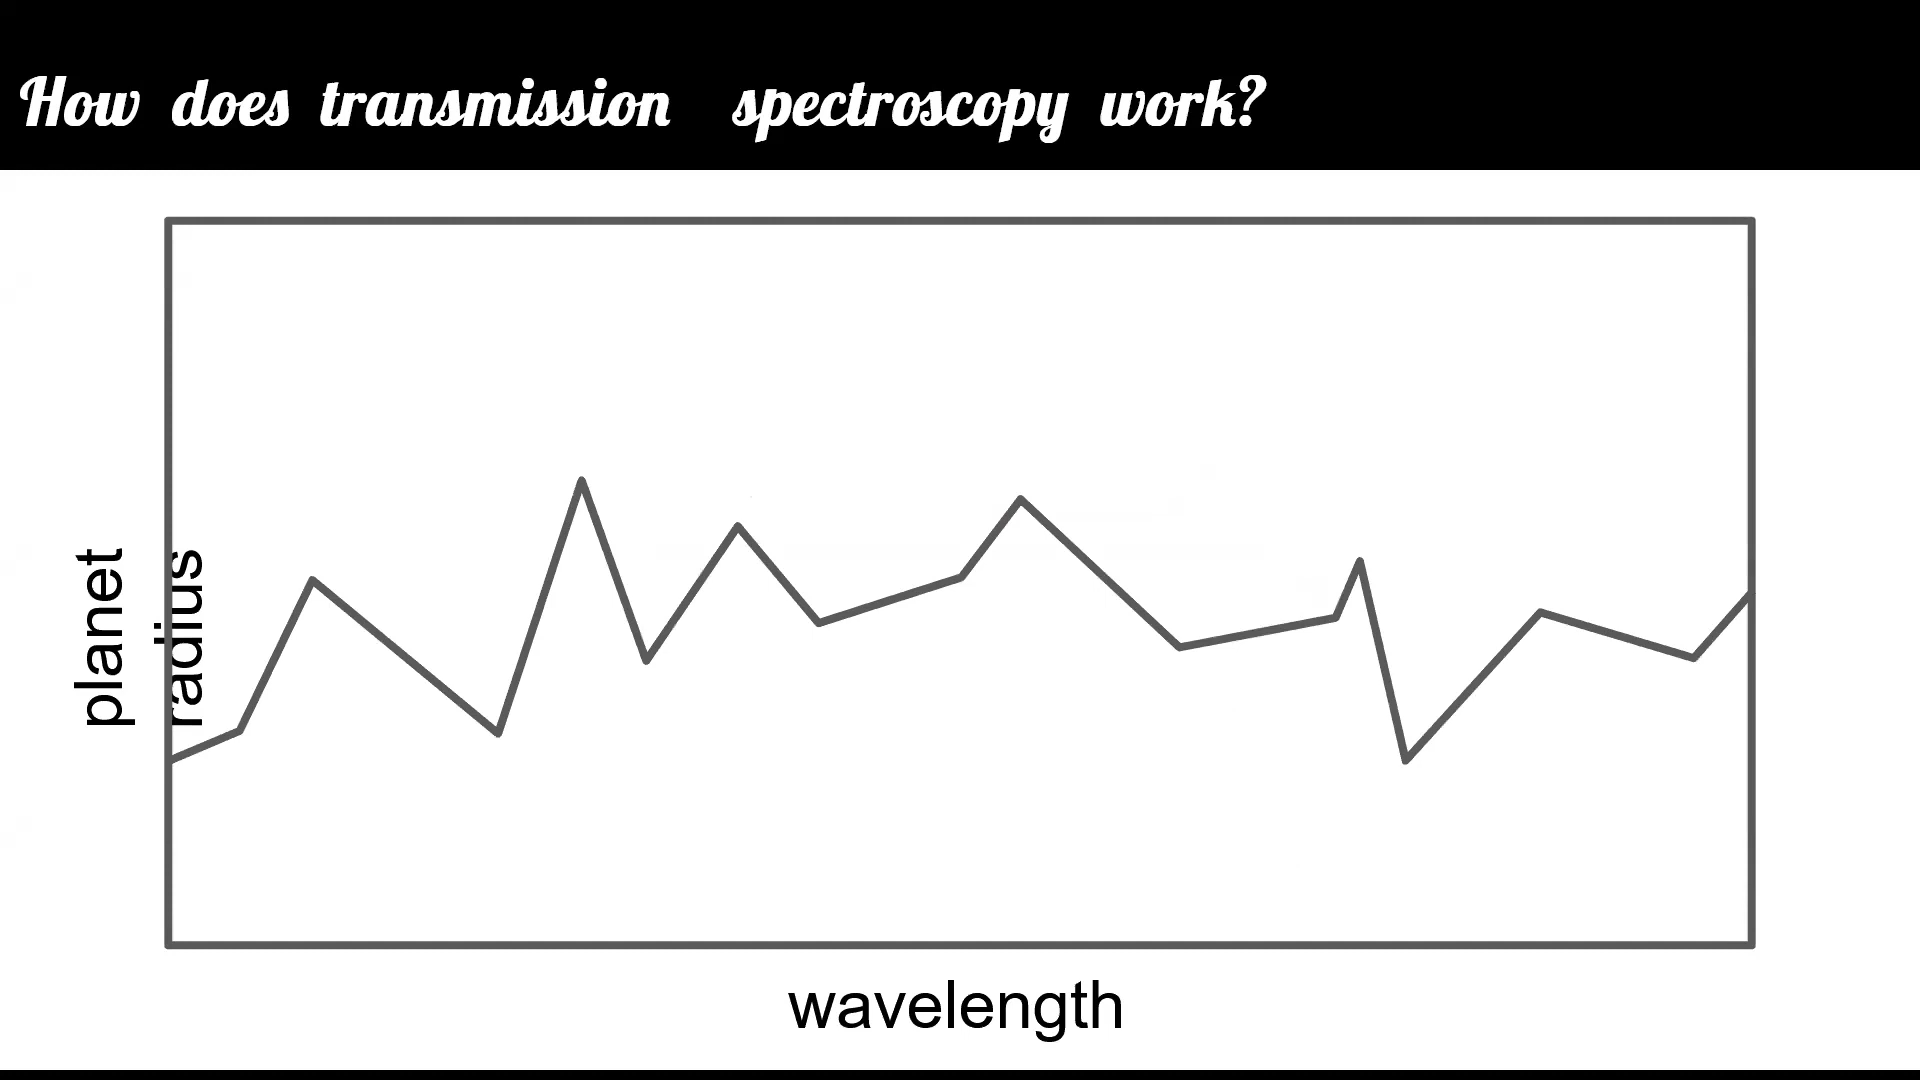 How does transmission spectroscopy work?
planet
radius
wavelength